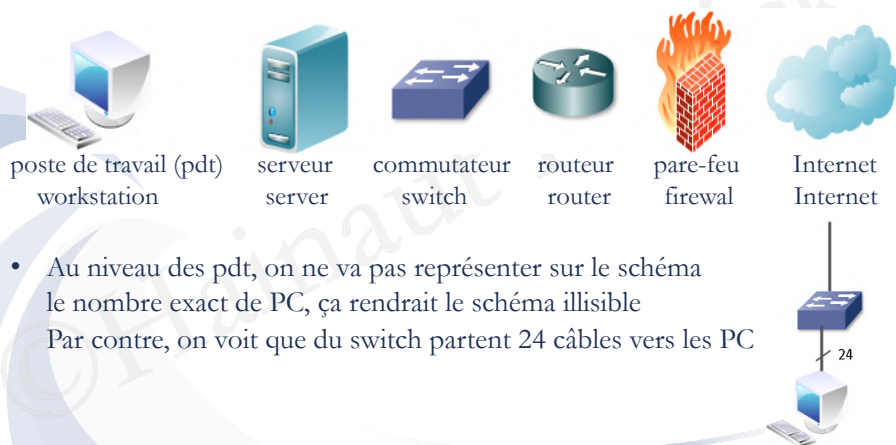 poste de travail (pdt) serveur commutateur routeur pare-feu Internet
workstation server switch router firewal Internet
• Au niveau des pdt, on ne va pas représenter sur le schéma
le nombre exact de PC, ça rendrait le schéma illisible
Par contre, on voit que du switch partent 24 câbles vers les PC
24
©Hainaut